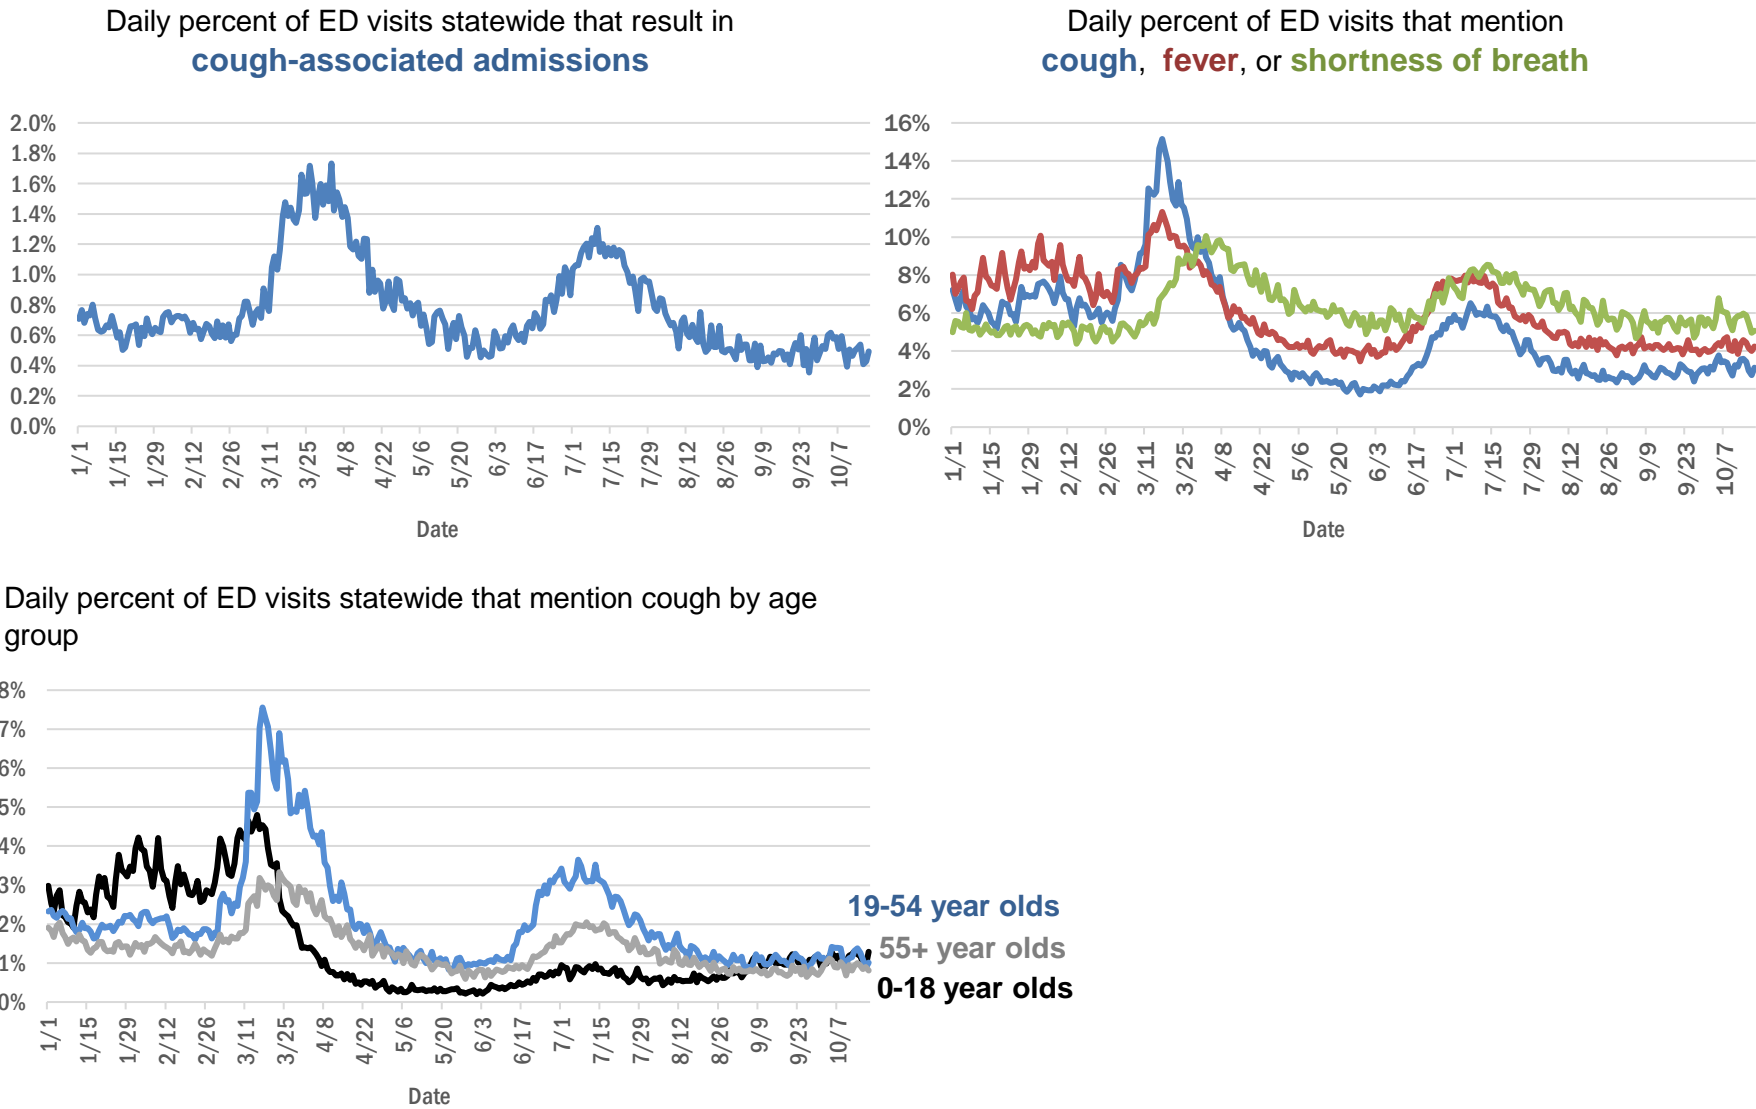 Daily percent of ED visits statewide that result in
cough-associated admissions
2.0%
1.8%
1.6%
1.4%
1.2%
1.0%
0.8%
0.6%
0.4%
0.2%
0.0%
1/1 1/15 1/29 2/12 2/26 3/11 3/25 4/8 4/22 5/6 5/20 6/3 6/17 7/1 7/15 7/29 8/12 8/26 9/9 9/23 10/7
Date
Daily percent of ED visits that mention
cough, fever, or shortness of breath
16%
14%
12%
10%
8%
6%
4%
2%
0%
1/1 1/15 1/29 2/12 2/26 3/11 3/25 4/8 4/22 5/6 5/20 6/3 6/17 7/1 7/15 7/29 8/12 8/26 9/9 9/23 10/7
Date
Daily percent of ED visits statewide that mention cough by age
group
8%
7%
6%
5%
4%
3%
2%
1%
0%
1/1 1/15 1/29 2/12 2/26 3/11 3/25 4/8 4/22 5/6 5/20 6/3 6/17 7/1 7/15 7/29 8/12 8/26 9/9 9/23 10/7
Date
19-54 year olds
55+ year olds
0-18 year olds